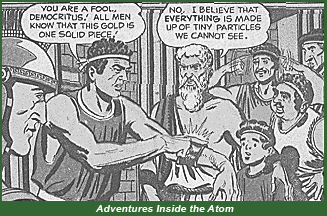 YOU ARE A FOOL,
DEMOCRITUS! ALL MEN
KNOW THAT THIS GOLD IS
ONE SOLID PIECE!
NO, I BELIEVE THAT
EVERYTHING IS MADE
UP OF TINY PARTICLES
WE CANNOT SEE.
Adventures Inside the Atom